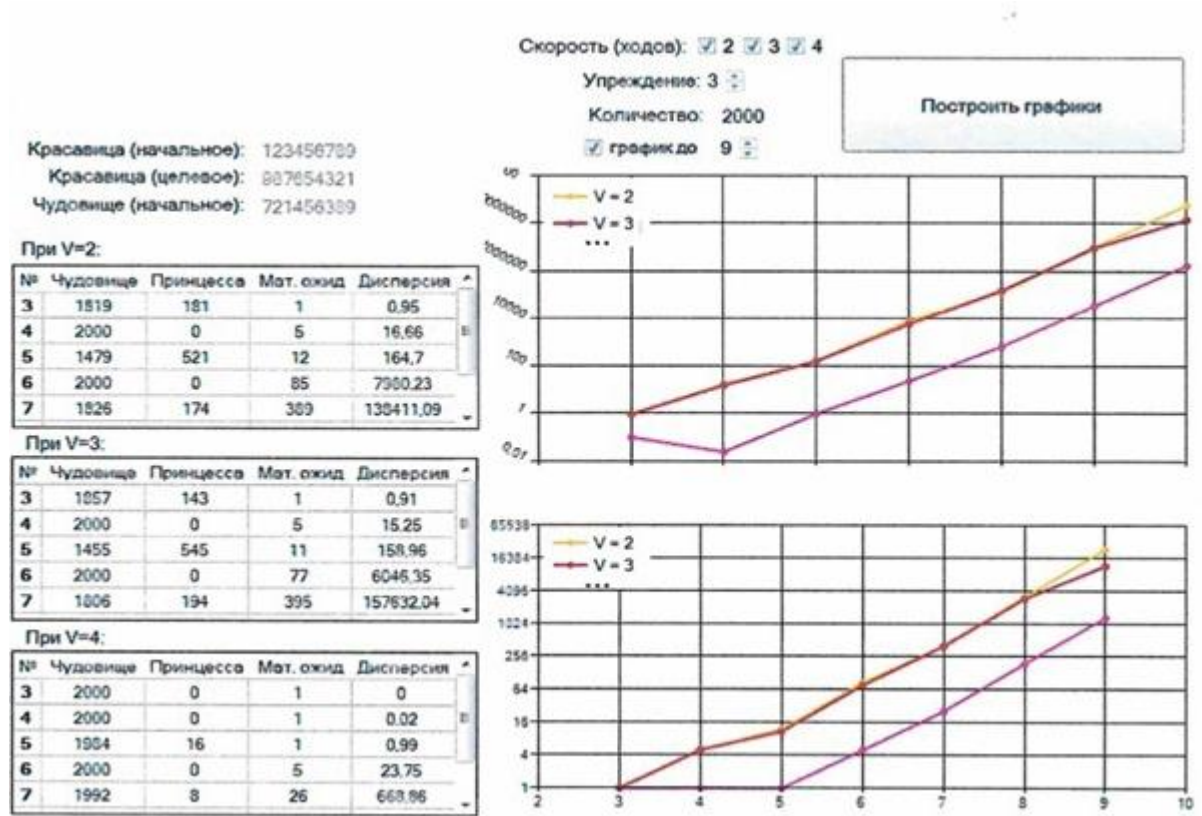 Скорость (ходов): 2 3 4
Упреждение: 3
Количество: 2000
график до 9
Построить графики
Красавица (начальное): 123456789
Красавица (целевое): 987654321
Чудовище (начальное): 721456389
При V=2:
№ Чудовище Принцесса Мат. ожид Дисперсия
3 1819 181 1 0,95
4 2000 0 5 16,66
5 1479 521 12 164,7
6 2000 0 85 7980,23
7 1826 174 389 138411,09
При V=3:
№ Чудовище Принцесса Мат. ожид Дисперсия
3 1857 143 1 0,91
4 2000 0 5 15,25
5 1455 545 11 158,96
6 2000 0 77 6046,35
7 1806 194 395 157632,04
При V=4:
№ Чудовище Принцесса Мат. ожид Дисперсия
3 2000 0 1 0
4 2000 0 1 0,02
5 1984 16 1 0,99
6 2000 0 5 23,75
7 1992 8 26 668,86
V = 2
V = 3
...
10000
100
1
0,01
V = 2
V = 3
...
65536
16384
4096
1024
256
64
16
4
1
2 3 4 5 6 7 8 9 10